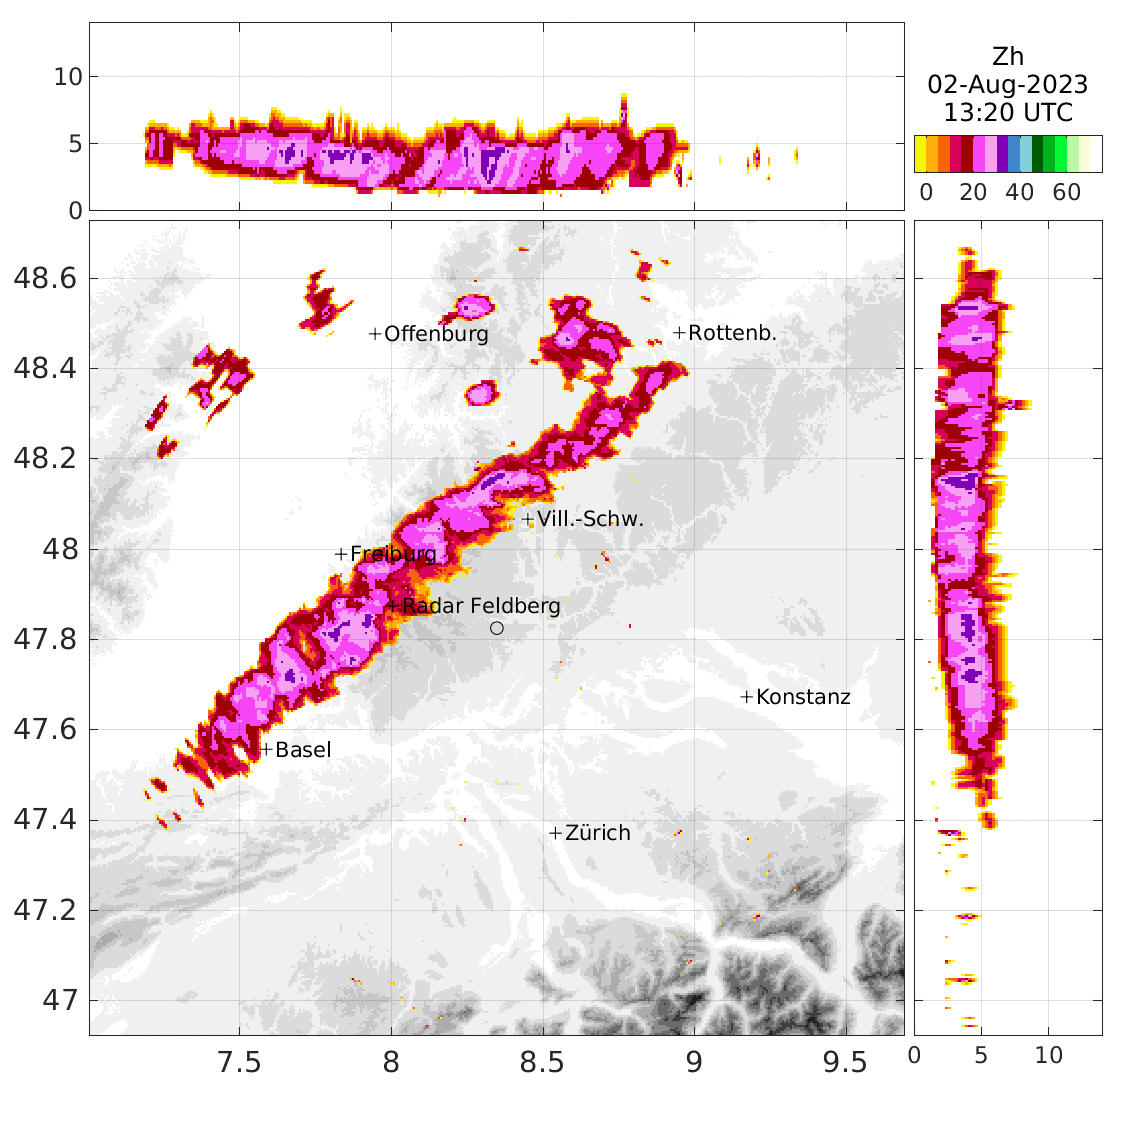 Zh
02-Aug-2023
13:20 UTC
0 20 40 60
10
5
0
48.6
48.4
48.2
48
47.8
47.6
47.4
47.2
47
+Offenburg
+Rottenb.
+Vill.-Schw.
+Freiburg
+Radar Feldberg
+Konstanz
+Basel
+Zürich
7.5 8 8.5 9 9.5
0 5 10